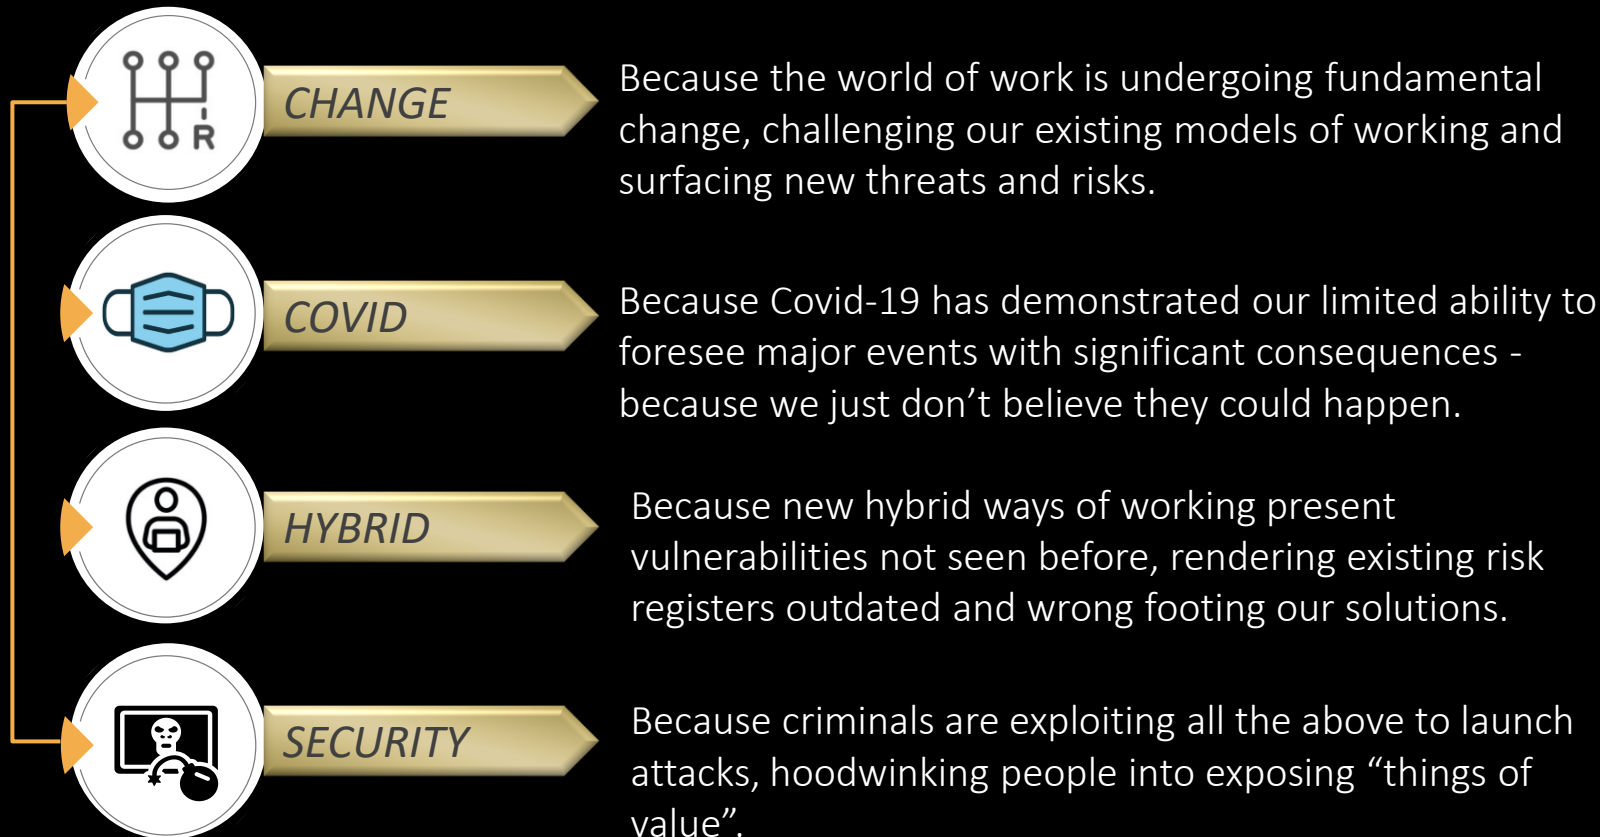 R
CHANGE
Because the world of work is undergoing fundamental
change, challenging our existing models of working and
surfacing new threats and risks.
COVID
Because Covid-19 has demonstrated our limited ability to
foresee major events with significant consequences -
because we just don’t believe they could happen.
HYBRID
Because new hybrid ways of working present
vulnerabilities not seen before, rendering existing risk
registers outdated and wrong footing our solutions.
SECURITY
Because criminals are exploiting all the above to launch
attacks, hoodwinking people into exposing “things of
value”.